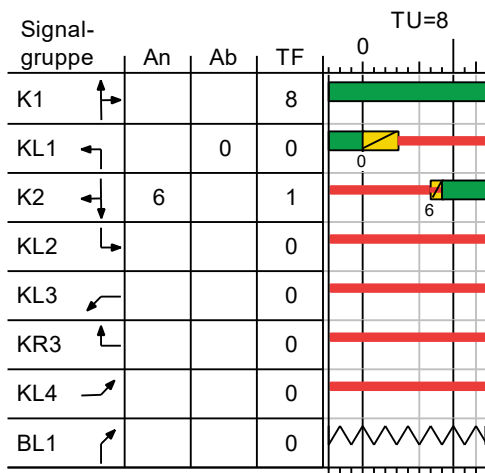 Signal-
gruppe An Ab TF
TU=8
0
K1 8
KL1 0 0
0
K2 6 1
6
KL2 0
KL3 0
KR3 0
KL4 0
BL1 0